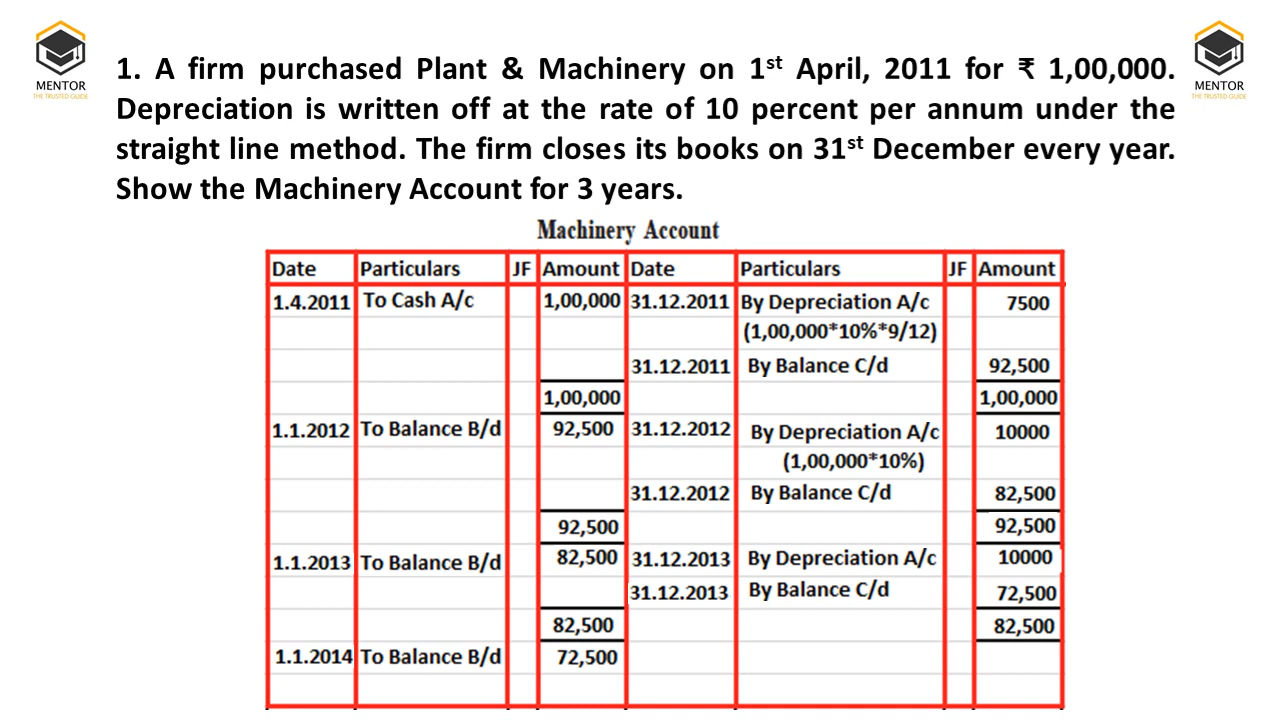 MENTOR
THE TRUSTED GUIDE
MENTOR
THE TRUSTED GUIDE
1. A firm purchased Plant & Machinery on 1st April, 2011 for ₹ 1,00,000.
Depreciation is written off at the rate of 10 percent per annum under the
straight line method. The firm closes its books on 31st December every year.
Show the Machinery Account for 3 years.
Machinery Account
Date Particulars JF Amount Date Particulars JF Amount
1.4.2011 To Cash A/c 1,00,000 31.12.2011 By Depreciation A/c 7500
(1,00,000*10%*9/12)
31.12.2011 By Balance C/d 92,500
1,00,000 1,00,000
1.1.2012 To Balance B/d 92,500 31.12.2012 By Depreciation A/c 10000
(1,00,000*10%)
31.12.2012 By Balance C/d 82,500
92,500 92,500
1.1.2013 To Balance B/d 82,500 31.12.2013 By Depreciation A/c 10000
31.12.2013 By Balance C/d 72,500
82,500 82,500
1.1.2014 To Balance B/d 72,500